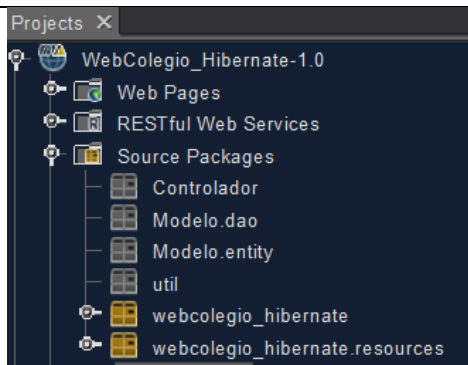 Projects
WebColegio_Hibernate-1.0
Web Pages
RESTful Web Services
Source Packages
Controlador
Modelo.dao
Modelo.entity
util
webcolegio_hibernate
webcolegio_hibernate.resources